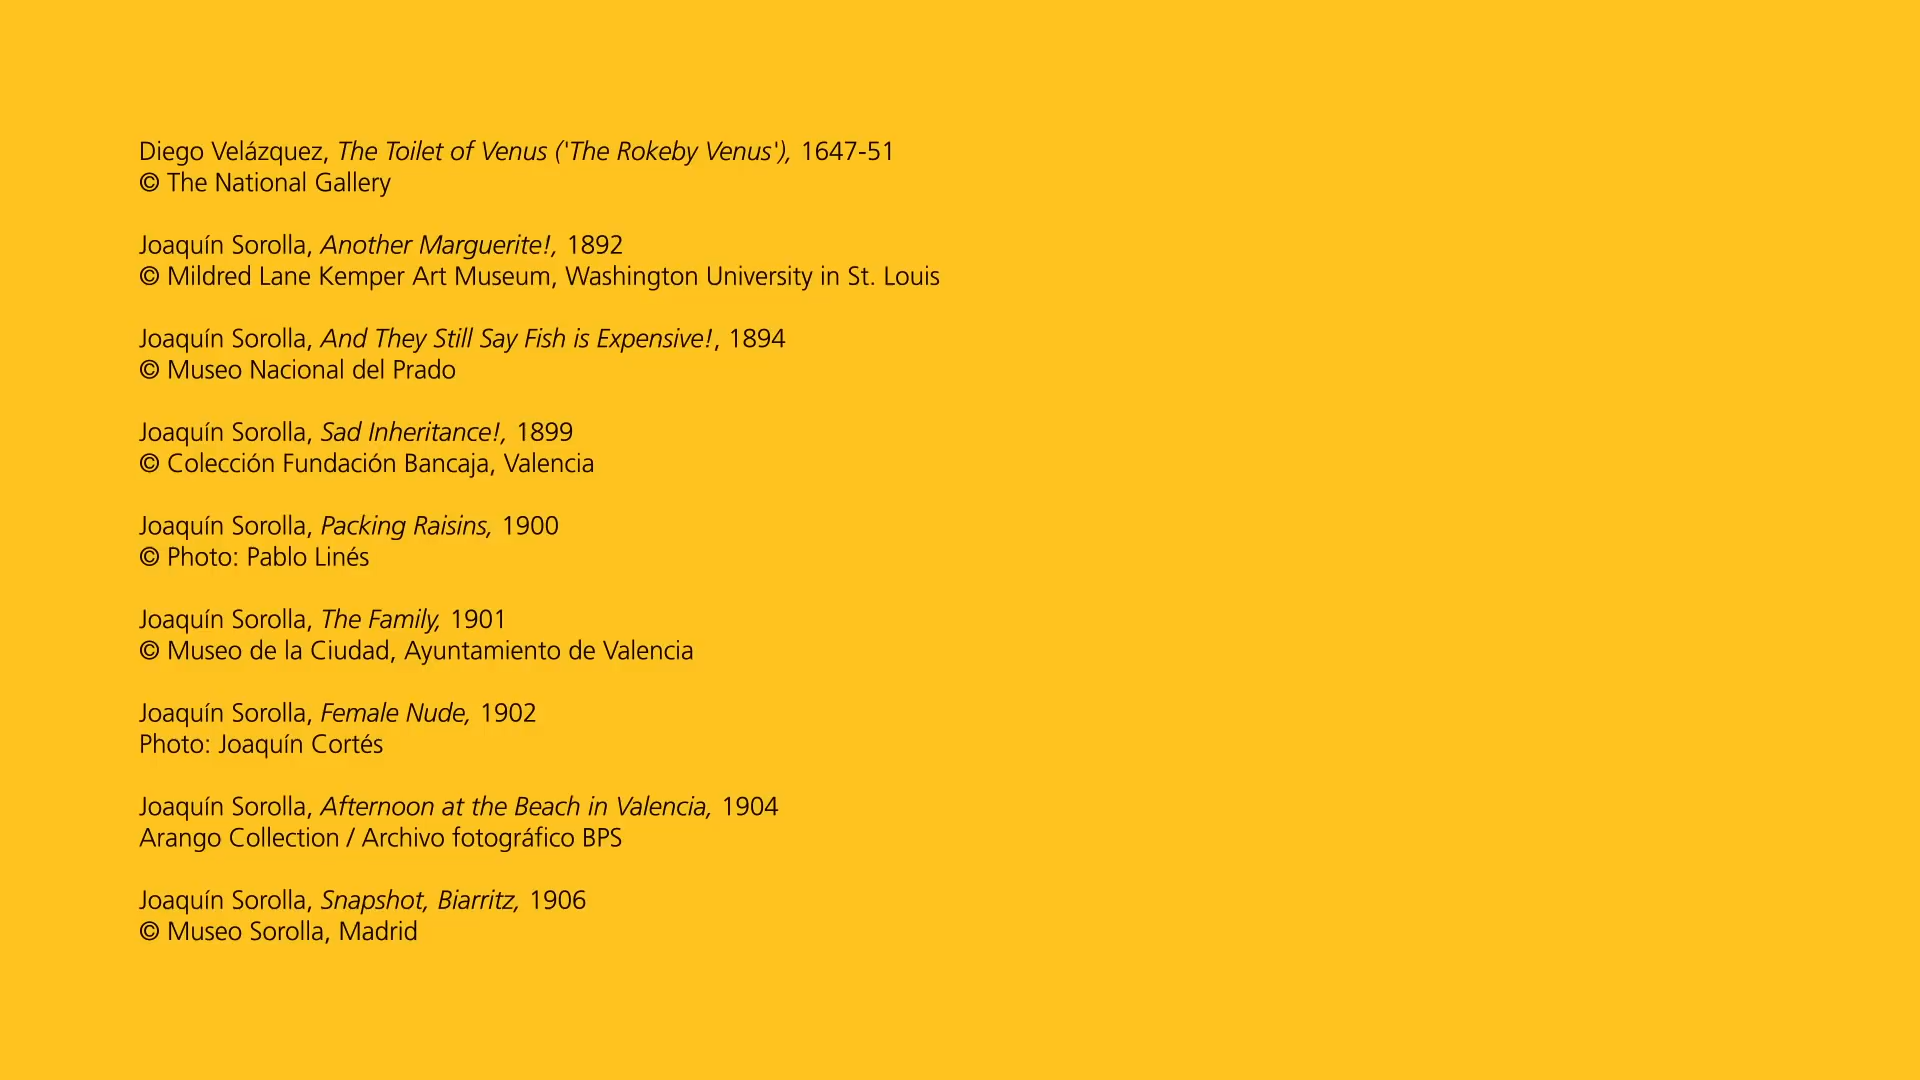 Diego Velázquez, The Toilet of Venus ('The Rokeby Venus'), 1647-51
© The National Gallery
Joaquín Sorolla, Another Marguerite!, 1892
© Mildred Lane Kemper Art Museum, Washington University in St. Louis
Joaquín Sorolla, And They Still Say Fish is Expensive!, 1894
© Museo Nacional del Prado
Joaquín Sorolla, Sad Inheritance!, 1899
© Colección Fundación Bancaja, Valencia
Joaquín Sorolla, Packing Raisins, 1900
© Photo: Pablo Linés
Joaquín Sorolla, The Family, 1901
© Museo de la Ciudad, Ayuntamiento de Valencia
Joaquín Sorolla, Female Nude, 1902
Photo: Joaquín Cortés
Joaquín Sorolla, Afternoon at the Beach in Valencia, 1904
Arango Collection / Archivo fotográfico BPS
Joaquín Sorolla, Snapshot, Biarritz, 1906
© Museo Sorolla, Madrid